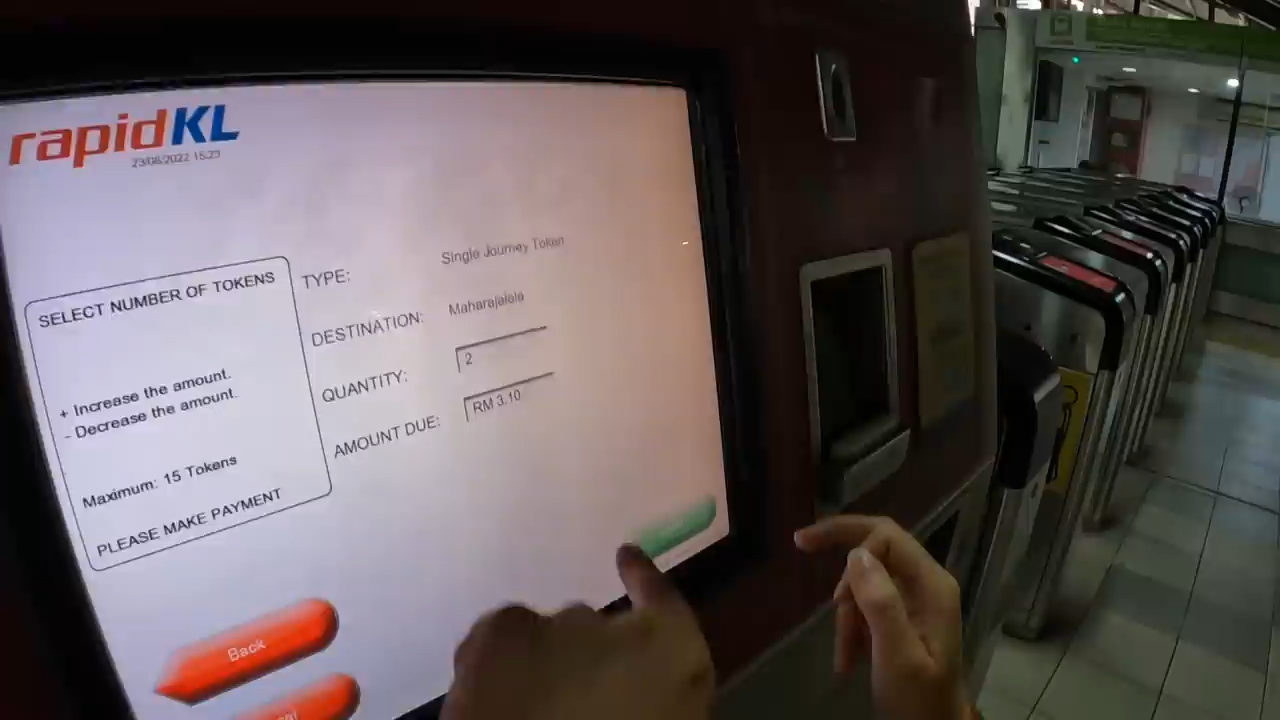 rapidKL
23/08/2022 15:23
SELECT NUMBER OF TOKENS
+ Increase the amount.
- Decrease the amount.
Maximum: 15 Tokens
PLEASE MAKE PAYMENT
TYPE:
Single Journey Token
DESTINATION:
Maharajalela
QUANTITY:
2
AMOUNT DUE:
RM 3.10
Back